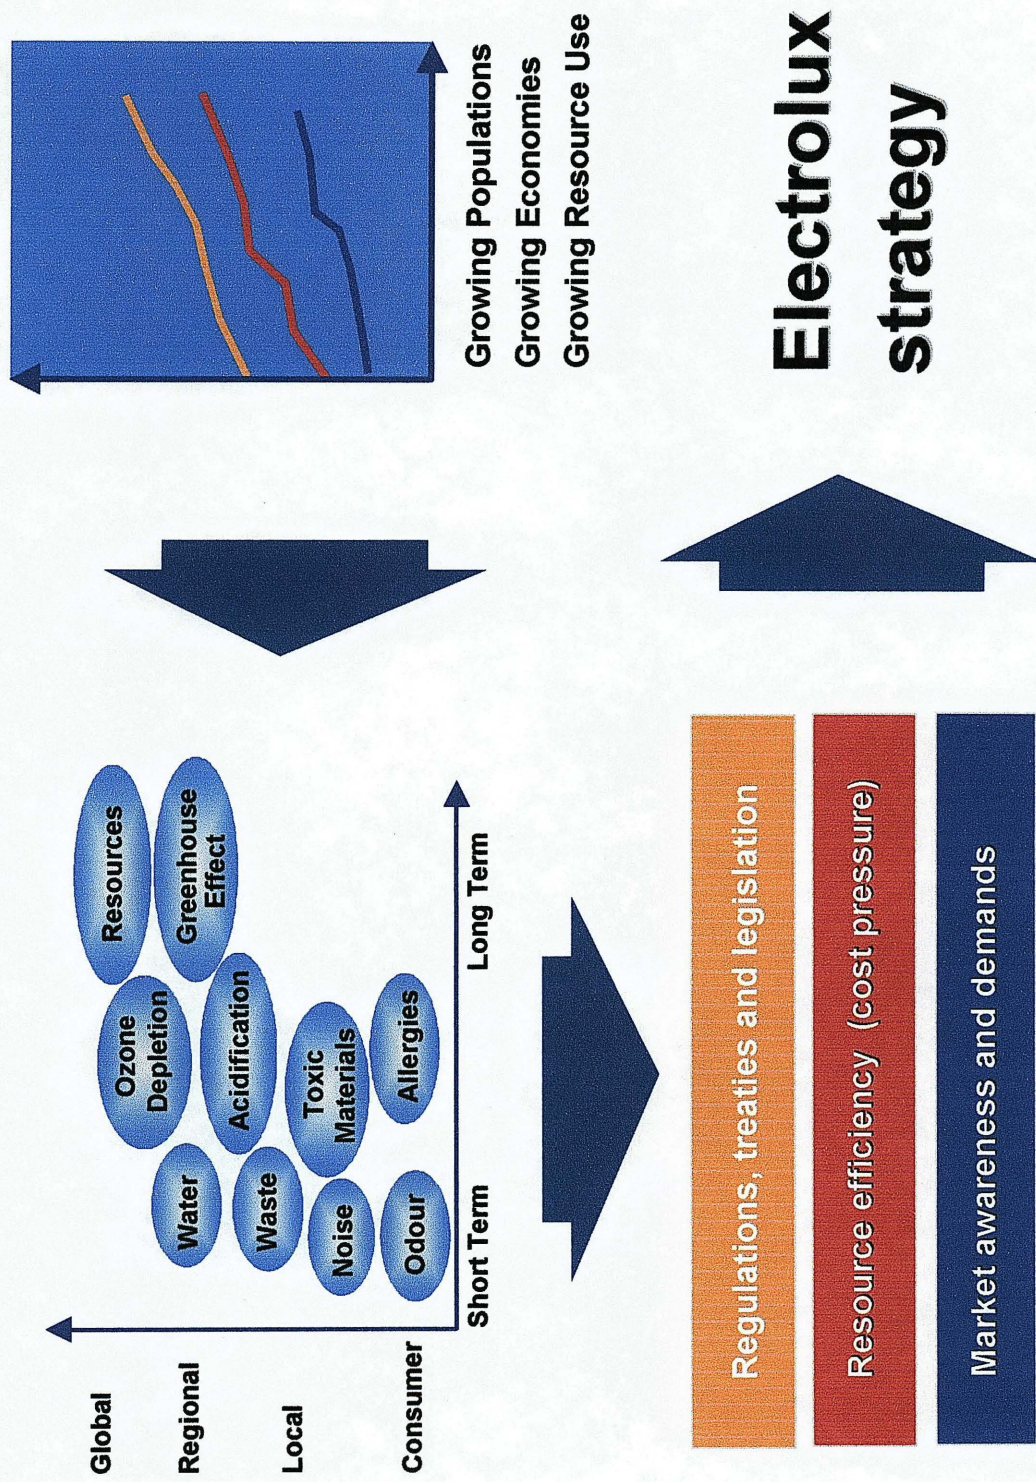 Global
Regional
Local
Consumer
Resources
Ozone
Depletion
Greenhouse
Effect
Water
Acidification
Waste
Toxic
Materials
Noise
Allergies
Odour
Short Term
Long Term
Growing Populations
Growing Economies
Growing Resource Use
Regulations, treaties and legislation
Resource efficiency (cost pressure)
Market awareness and demands
Electrolux
strategy